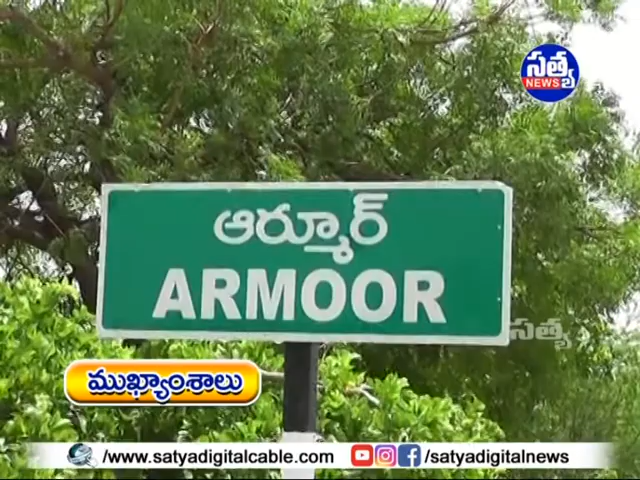 సత్య
NEWS
ఆర్మూర్
ARMOOR
సత్య
ముఖ్యాంశాలు
www.satyadigitalcable.com
/satyadigitalnews